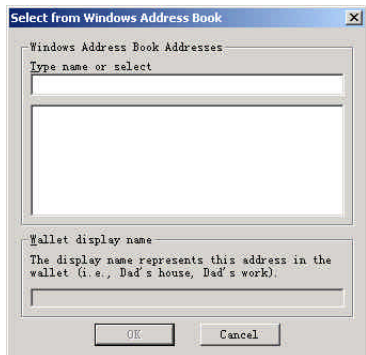 Select from Windows Address Book
Windows Address Book Addresses
Type name or select
Wallet display name
The display name represents this address in the
wallet (i.e., Dad's house, Dad's work).
OK
Cancel